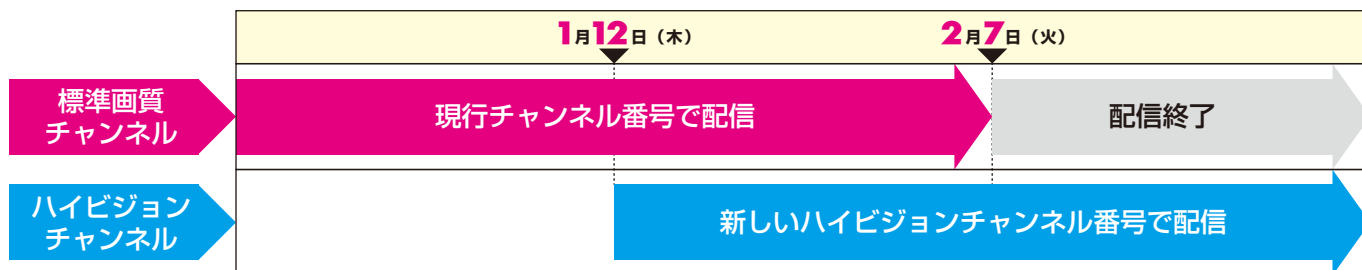 1月12日（木）
2月7日（火）
標準画質
チャンネル
現行チャンネル番号で配信
配信終了
ハイビジョン
チャンネル
新しいハイビジョンチャンネル番号で配信